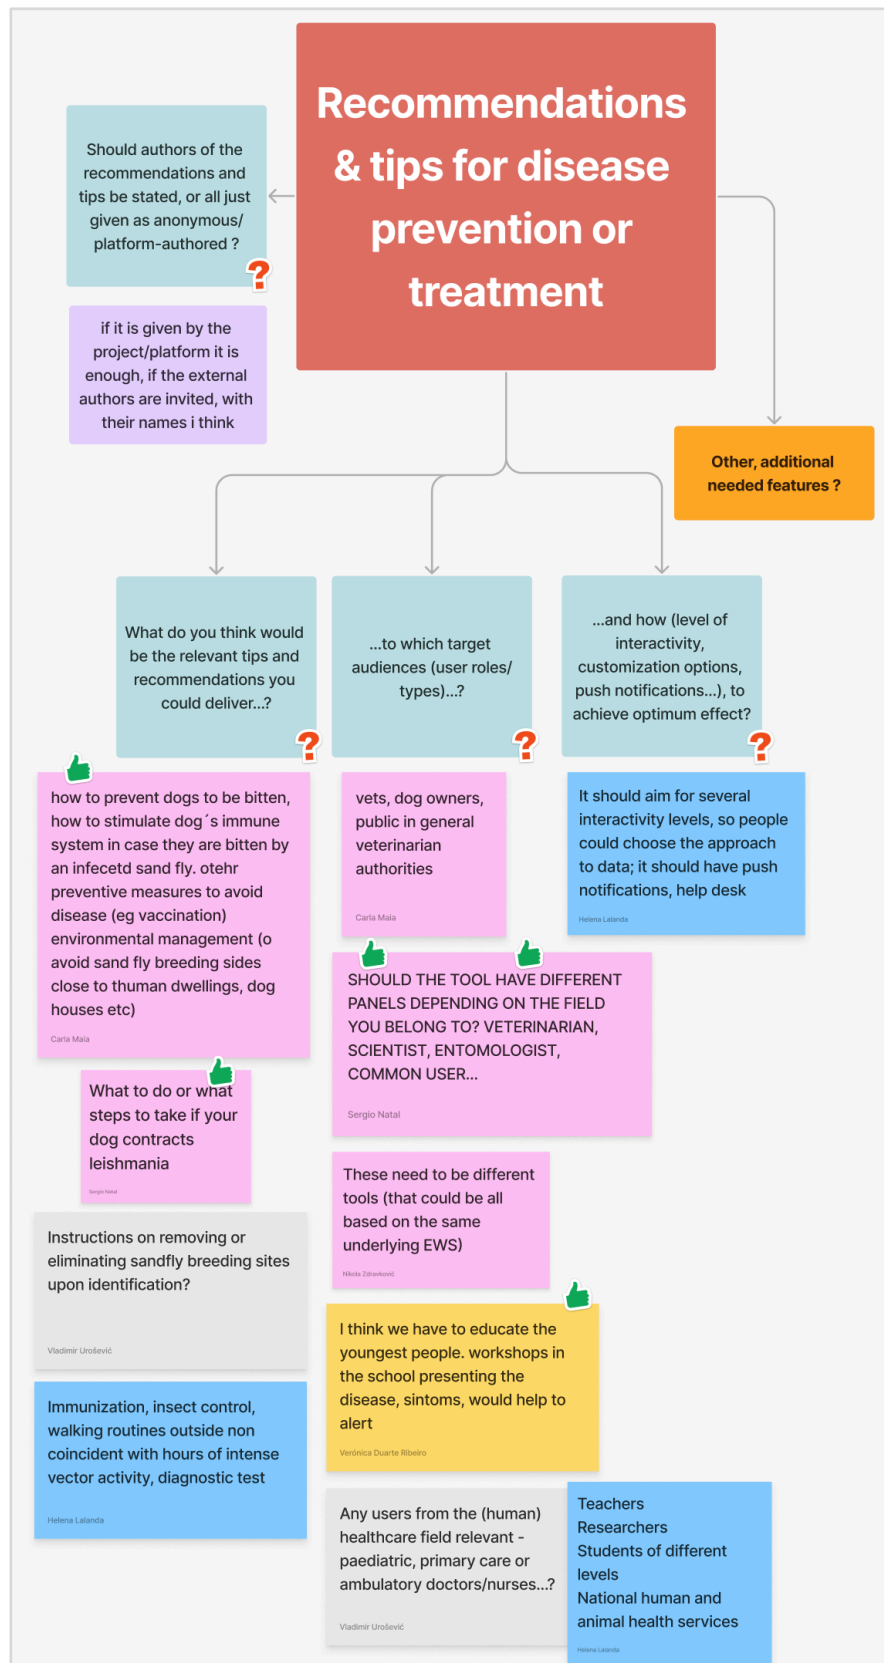 Recommendations
& tips for disease
prevention or
treatment
Should authors of the
recommendations and
tips be stated, or all just
given as anonymous/
platform-authored ?
?
if it is given by the
project/platform it is
enough, if the external
authors are invited, with
their names i think
Other, additional
needed features ?
What do you think would
be the relevant tips and
recommendations you
could deliver...?
?
...to which target
audiences (user roles/
types)...?
?
...and how (level of
interactivity,
customization options,
push notifications...), to
achieve optimum effect?
?
how to prevent dogs to be bitten,
how to stimulate dog´s immune
system in case they are bitten by
an infecetd sand fly. otehr
preventive measures to avoid
disease (eg vaccination)
environmental management (o
avoid sand fly breeding sides
close to thuman dwellings, dog
houses etc)
Carla Maia
What to do or what
steps to take if your
dog contracts
leishmania
Sergio Natal
Instructions on removing or
eliminating sandfly breeding sites
upon identification?
Vladimir Urošević
Immunization, insect control,
walking routines outside non
coincident with hours of intense
vector activity, diagnostic test
Helena Lalanda
vets, dog owners,
public in general
veterinarian
authorities
Carla Maia
SHOULD THE TOOL HAVE DIFFERENT
PANELS DEPENDING ON THE FIELD
YOU BELONG TO? VETERINARIAN,
SCIENTIST, ENTOMOLOGIST,
COMMON USER...
Sergio Natal
These need to be different
tools (that could be all
based on the same
underlying EWS)
Nikola Zdravković
I think we have to educate the
youngest people. workshops in
the school presenting the
disease, sintoms, would help to
alert
Verónica Duarte Ribeiro
Any users from the (human)
healthcare field relevant -
paediatric, primary care or
ambulatory doctors/nurses...?
Vladimir Urošević
It should aim for several
interactivity levels, so people
could choose the approach
to data; it should have push
notifications, help desk
Helena Lalanda
Teachers
Researchers
Students of different
levels
National human and
animal health services
Helena Lalanda